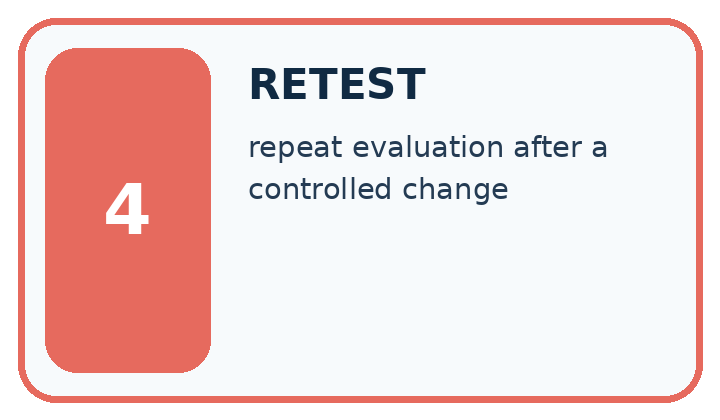 4
RETEST
repeat evaluation after a
controlled change